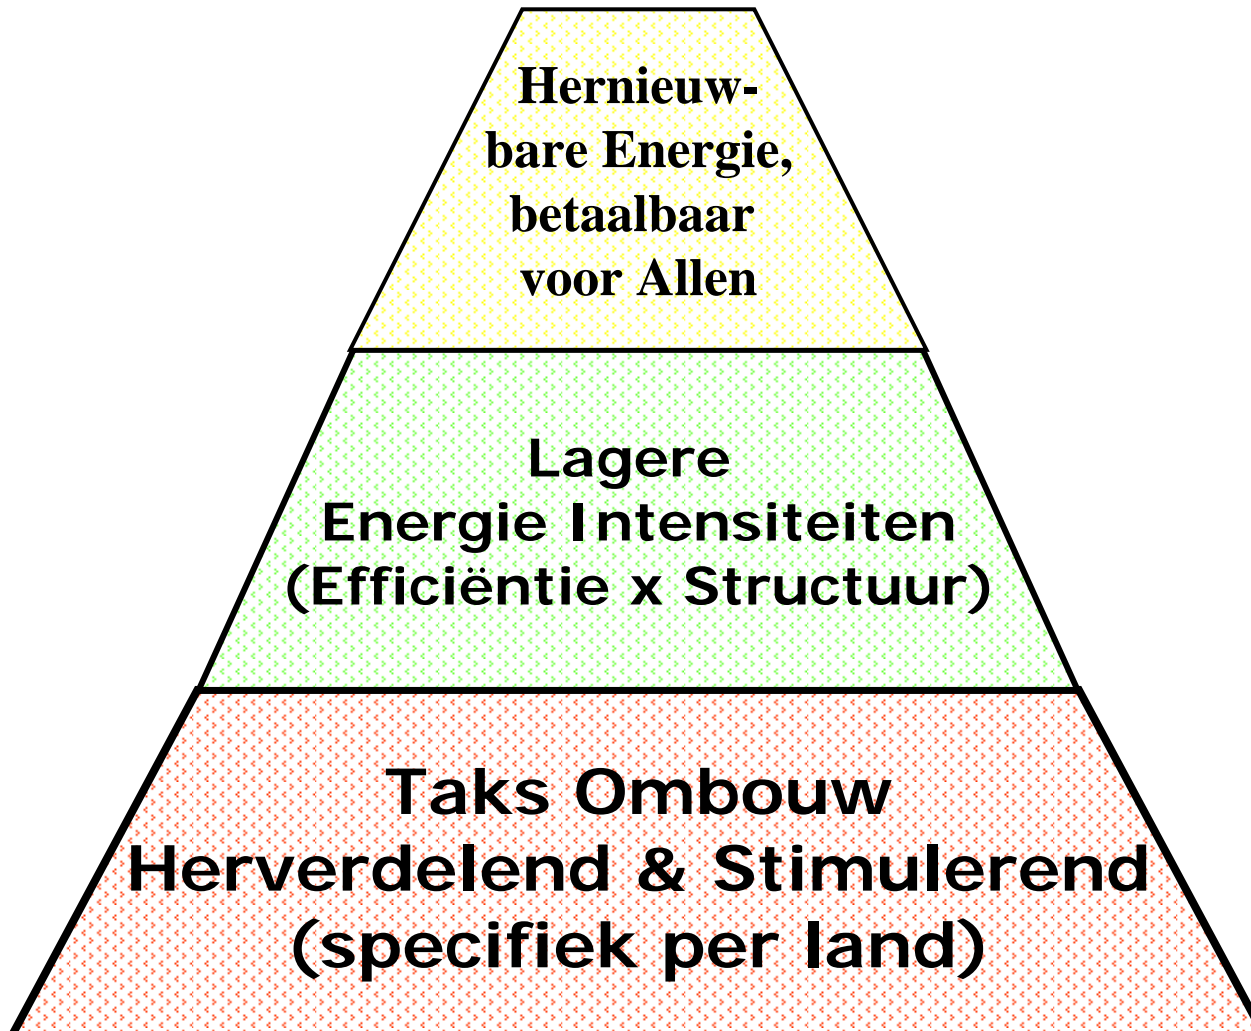 Hernieuw-
bare Energie,
betaalbaar
voor Allen
Lagere
Energie Intensiteiten
(Efficiëntie x Structuur)
Taks Ombouw
Herverdelend & Stimulerend
(specifiek per land)